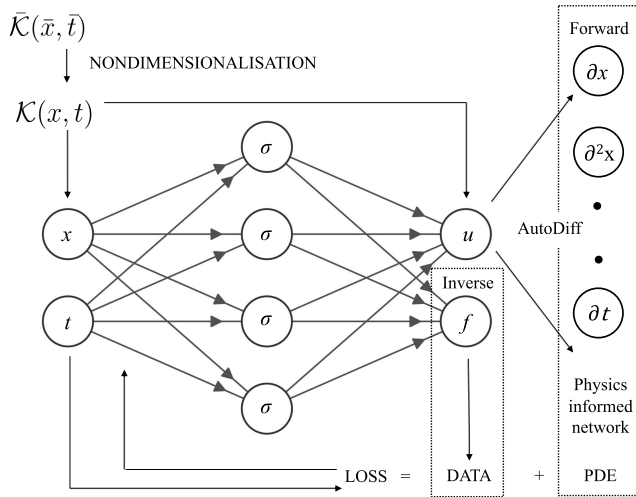 𝒦̄(x̄, t̄)
NONDIMENSIONALISATION
𝒦(x, t)
σ
x
σ
u
t
σ
Inverse
f
σ
Forward
∂x
∂²x
AutoDiff
∂t
Physics
informed
network
LOSS = DATA + PDE